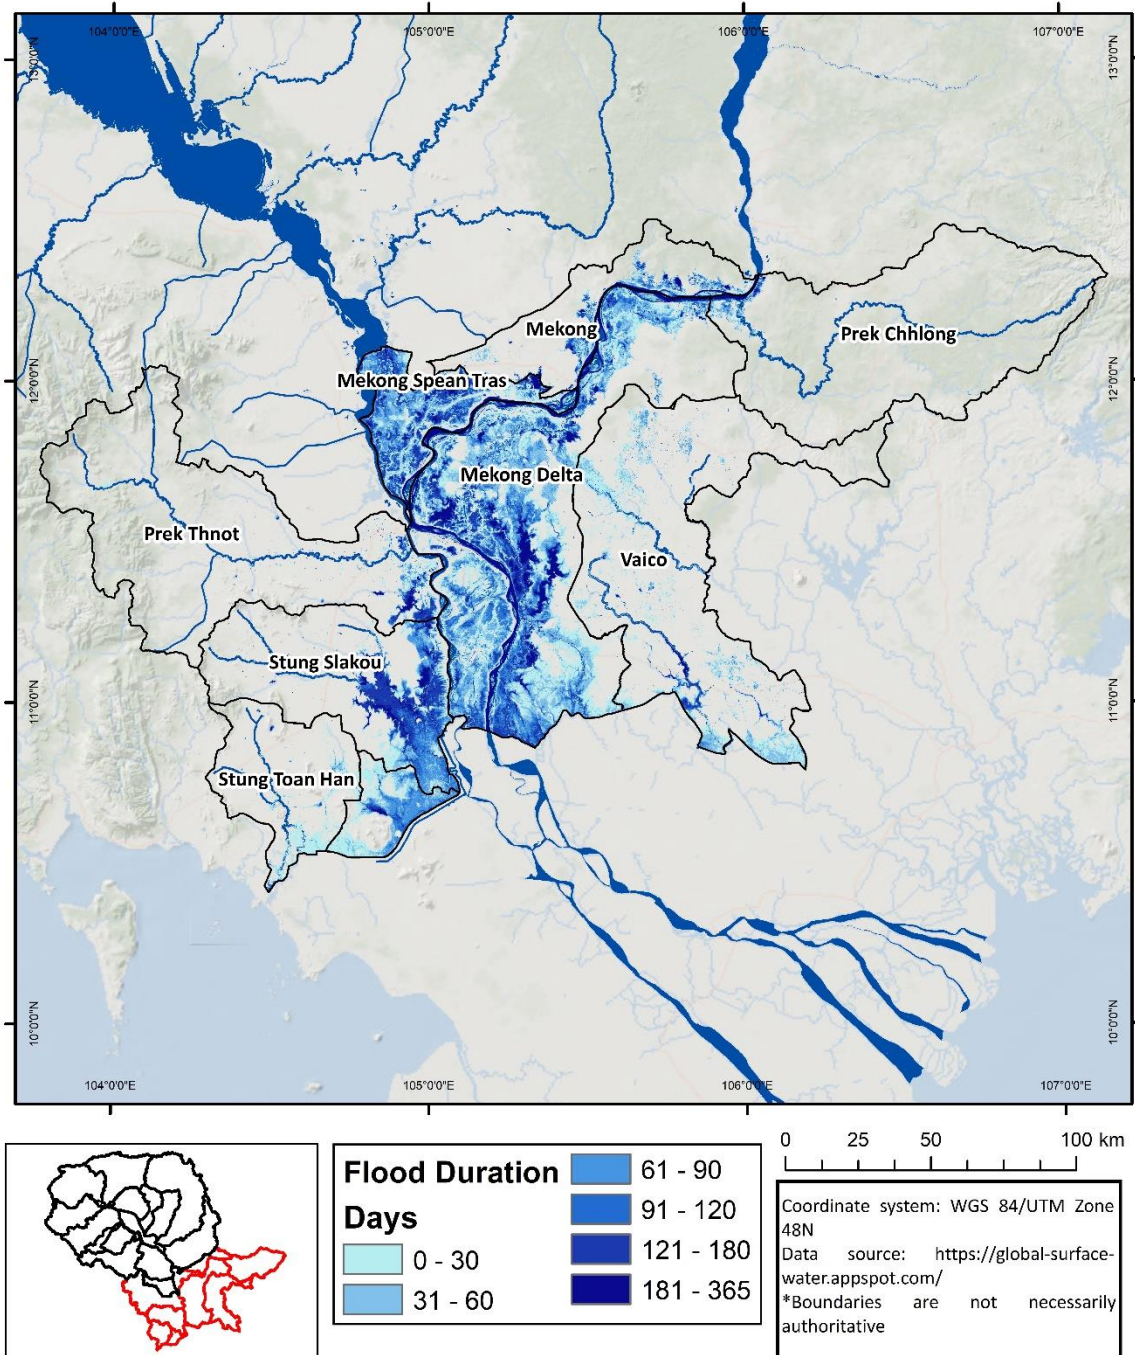 104°0'0"E 105°0'0"E 106°0'0"E 107°0'0"E
13°0'0"N 13°0'0"N
Mekong
Prek Chhlong
12°0'0"N 12°0'0"N
Mekong Spean Tras
Mekong Delta
Prek Thnot
Vaico
Stung Slakou
11°0'0"N 11°0'0"N
Stung Toan Han
10°0'0"N 10°0'0"N
104°0'0"E 105°0'0"E 106°0'0"E 107°0'0"E
Flood Duration
Days
0 - 30
31 - 60
61 - 90
91 - 120
121 - 180
181 - 365
0 25 50 100 km
Coordinate system: WGS 84/UTM Zone
48N
Data source: https://global-surface-
water.appspot.com/
*Boundaries are not necessarily
authoritative